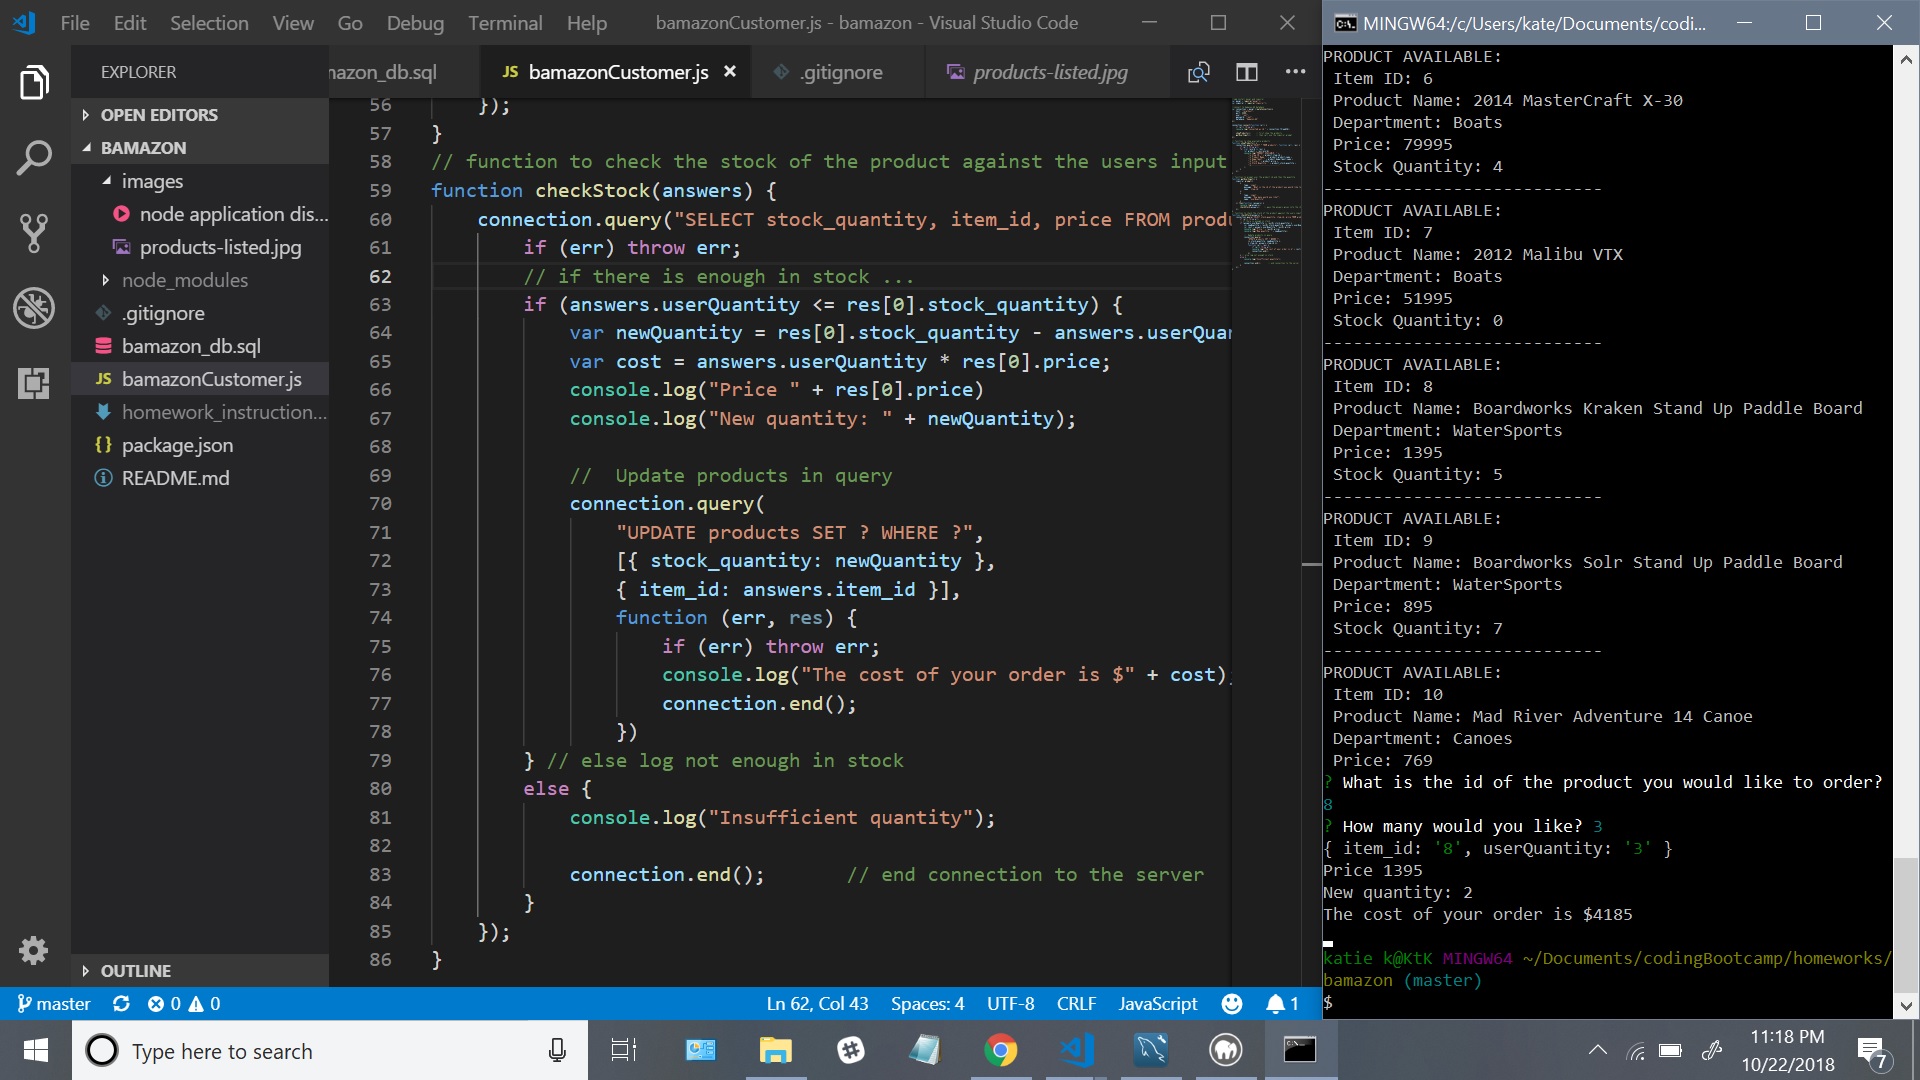 File Edit Selection View Go Debug Terminal Help bamazonCustomer.js - bamazon - Visual Studio Code
EXPLORER
OPEN EDITORS
BAMAZON
images
node application dis...
products-listed.jpg
node_modules
.gitignore
bamazon_db.sql
JS bamazonCustomer.js
homework_instruction...
{} package.json
README.md
OUTLINE
mazon_db.sql JS bamazonCustomer.js .gitignore products-listed.jpg
56 });
57 }
58 // function to check the stock of the product against the users input
59 function checkStock(answers) {
60 connection.query("SELECT stock_quantity, item_id, price FROM produ
61 if (err) throw err;
62 // if there is enough in stock ...
63 if (answers.userQuantity <= res[0].stock_quantity) {
64 var newQuantity = res[0].stock_quantity - answers.userQuan
65 var cost = answers.userQuantity * res[0].price;
66 console.log("Price " + res[0].price)
67 console.log("New quantity: " + newQuantity);
68
69 //  Update products in query
70 connection.query(
71 "UPDATE products SET ? WHERE ?",
72 [{ stock_quantity: newQuantity },
73 { item_id: answers.item_id }],
74 function (err, res) {
75 if (err) throw err;
76 console.log("The cost of your order is $" + cost)
77 connection.end();
78 })
79 } // else log not enough in stock
80 else {
81 console.log("Insufficient quantity");
82
83 connection.end(); // end connection to the server
84 }
85 });
86 }
master 0 0 Ln 62, Col 43 Spaces: 4 UTF-8 CRLF JavaScript 1
MINGW64:/c/Users/kate/Documents/codi...
PRODUCT AVAILABLE:
Item ID: 6
Product Name: 2014 MasterCraft X-30
Department: Boats
Price: 79995
Stock Quantity: 4
----------------------------
PRODUCT AVAILABLE:
Item ID: 7
Product Name: 2012 Malibu VTX
Department: Boats
Price: 51995
Stock Quantity: 0
----------------------------
PRODUCT AVAILABLE:
Item ID: 8
Product Name: Boardworks Kraken Stand Up Paddle Board
Department: WaterSports
Price: 1395
Stock Quantity: 5
----------------------------
PRODUCT AVAILABLE:
Item ID: 9
Product Name: Boardworks Solr Stand Up Paddle Board
Department: WaterSports
Price: 895
Stock Quantity: 7
----------------------------
PRODUCT AVAILABLE:
Item ID: 10
Product Name: Mad River Adventure 14 Canoe
Department: Canoes
Price: 769
? What is the id of the product you would like to order?
8
? How many would you like? 3
{ item_id: '8', userQuantity: '3' }
Price 1395
New quantity: 2
The cost of your order is $4185
katie k@KtK MINGW64 ~/Documents/codingBootcamp/homeworks/
bamazon (master)
$
Type here to search
11:18 PM
10/22/2018
7